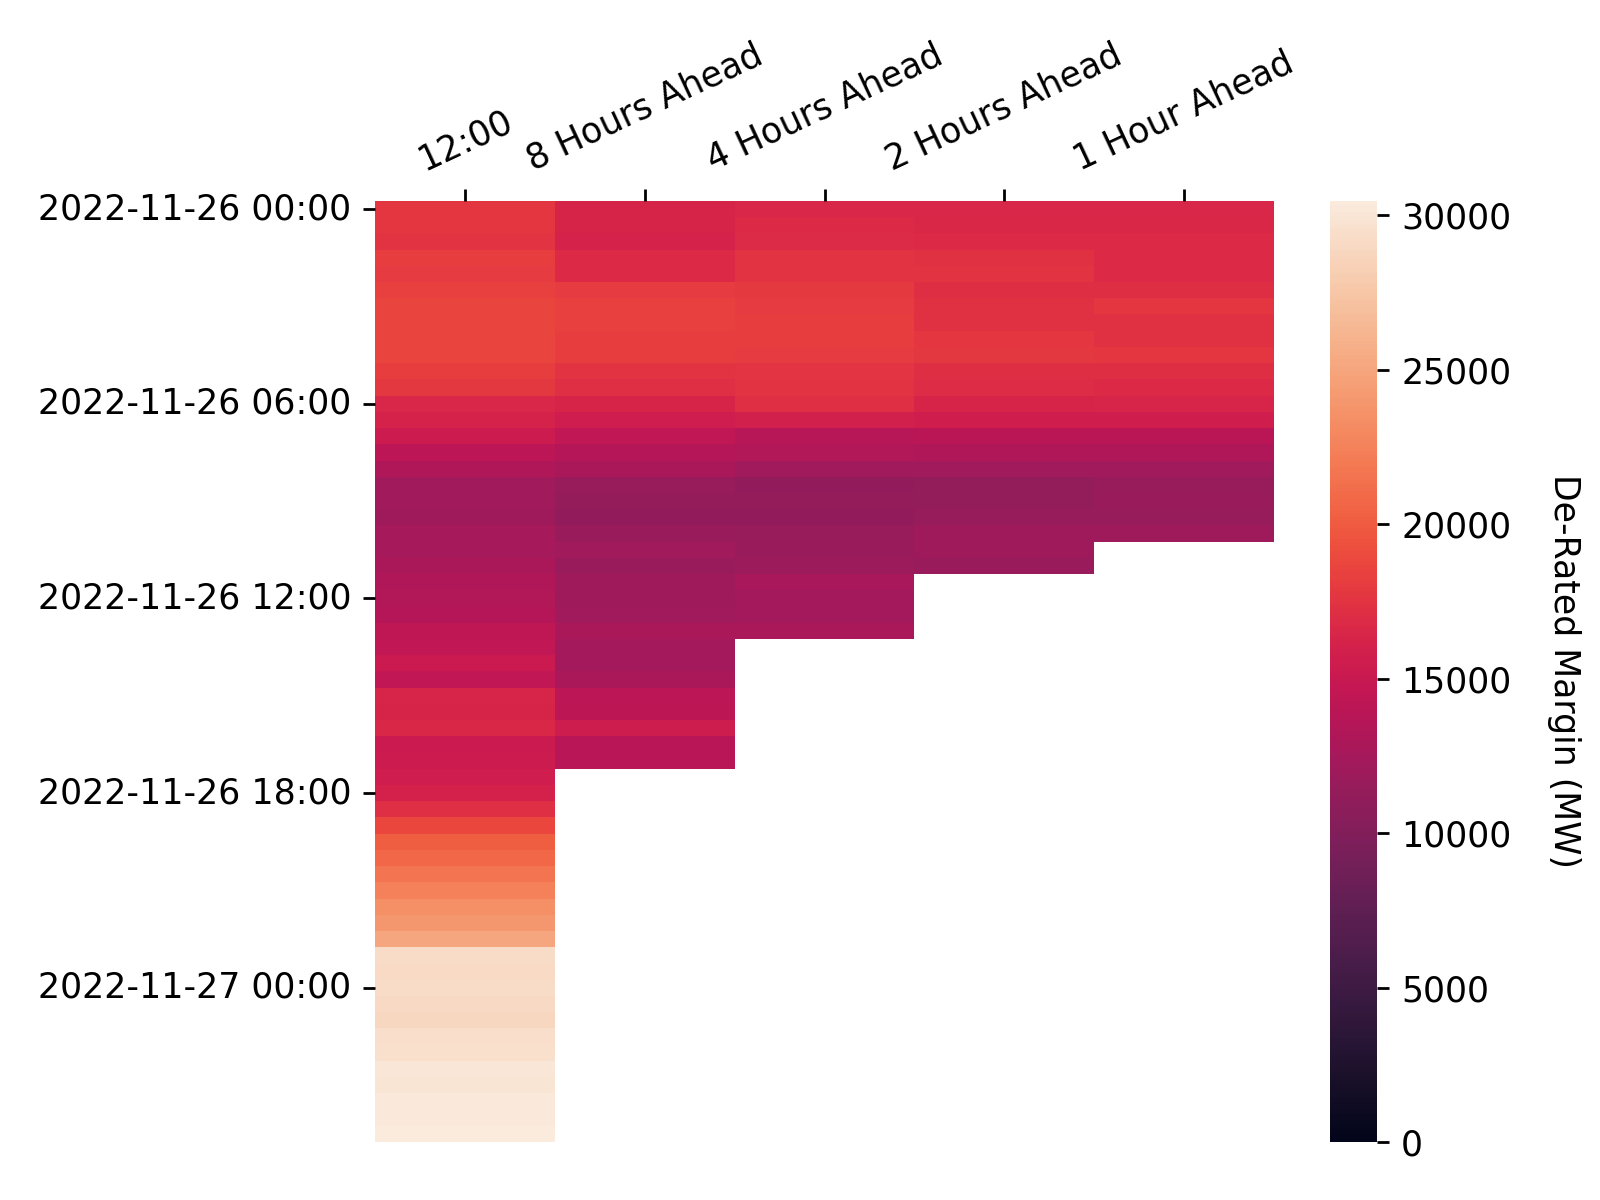 12:00
8 Hours Ahead
4 Hours Ahead
2 Hours Ahead
1 Hour Ahead
2022-11-26 00:00
2022-11-26 06:00
2022-11-26 12:00
2022-11-26 18:00
2022-11-27 00:00
30000
25000
20000
15000
10000
5000
0
De-Rated Margin (MW)